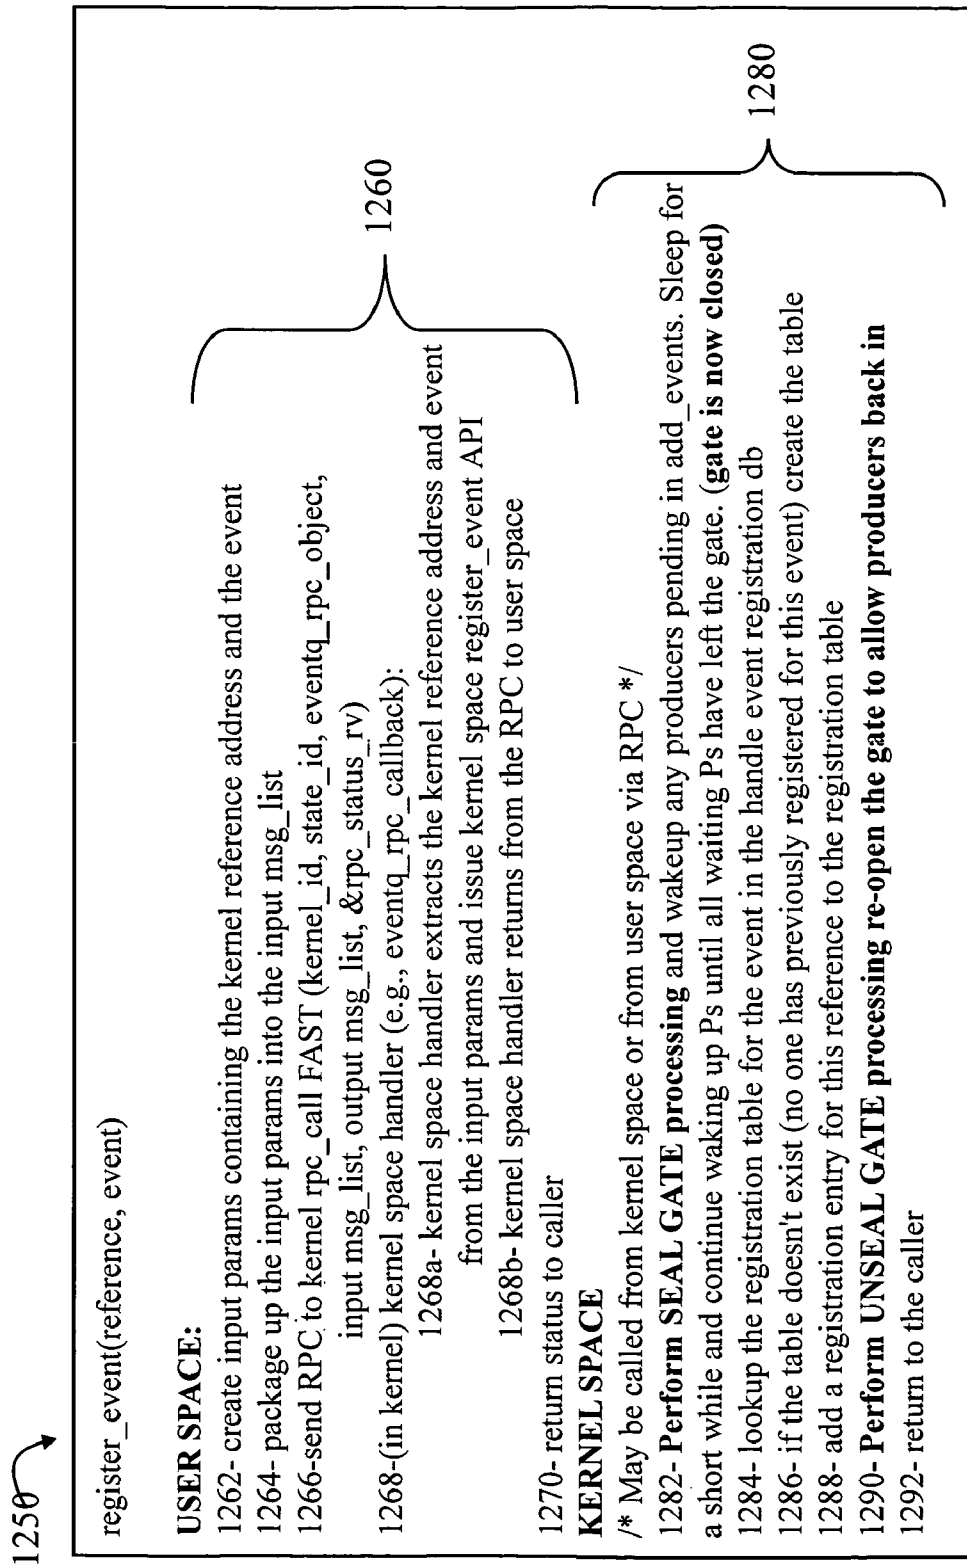 1250
register_event(reference, event)
USER SPACE:
1262- create input params containing the kernel reference address and the event
1264- package up the input params into the input msg_list
1266-send RPC to kernel rpc_call FAST (kernel_id, state_id, eventq_rpc_object,
input msg_list, output msg_list, &rpc_status_rv)
1268-(in kernel) kernel space handler (e.g., eventq_rpc_callback):
1268a- kernel space handler extracts the kernel reference address and event
from the input params and issue kernel space register_event API
1268b- kernel space handler returns from the RPC to user space
1270- return status to caller
1260
KERNEL SPACE
/* May be called from kernel space or from user space via RPC */
1282- Perform SEAL GATE processing and wakeup any producers pending in add_events. Sleep for
a short while and continue waking up Ps until all waiting Ps have left the gate. (gate is now closed)
1284- lookup the registration table for the event in the handle event registration db
1286- if the table doesn't exist (no one has previously registered for this event) create the table
1288- add a registration entry for this reference to the registration table
1290- Perform UNSEAL GATE processing re-open the gate to allow producers back in
1292- return to the caller
1280